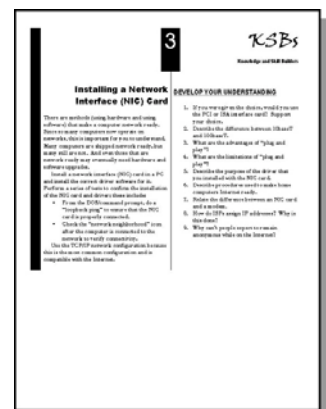 3
KSBs
Knowledge and Skill Builders
Installing a Network
Interface (NIC) Card
There are methods (using hardware and using
software) that make a computer network ready.
Since so many computers now operate on
networks, this is important for you to understand.
Many computers are shipped network ready, but
many still are not. And even those that are
network ready may eventually need hardware and
software upgrades.
Install a network interface (NIC) card in a PC
and install the correct driver software for it.
Perform a series of tests to confirm the installation
of the NIC card and drivers these include:
• From the DOS command prompt, do a
"loopback ping" to ensure that the NIC
card is properly connected.
• Check the "network neighborhood" icon
after the computer is connected to the
network to verify connectivity.
Use the TCP/IP network configuration because
this is the most common configuration and is
compatible with the Internet.
DEVELOP YOUR UNDERSTANDING
1. If you were given the choice, would you use
the PCI or ISA interface card? Support
your choice.
2. Describe the difference between 10baseT
and 100baseT.
3. What are the advantages of "plug and
play"?
4. What are the limitations of "plug and
play"?
5. Describe the purpose of the driver that
you installed with the NIC card.
6. Describe procedures used to make home
computers Internet ready.
7. Relate the difference between an NIC card
and a modem.
8. How do ISPs assign IP addresses? Why is
this done?
9. Why can't people expect to remain
anonymous while on the Internet?